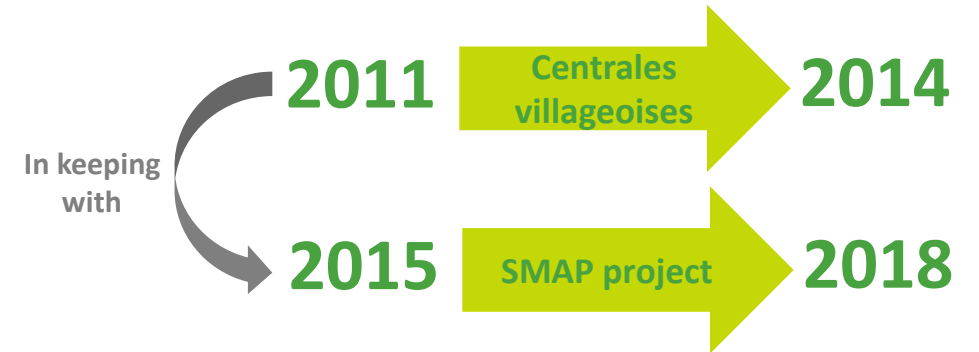 2011
Centrales
villageoises
2014
In keeping
with
2015
SMAP project
2018